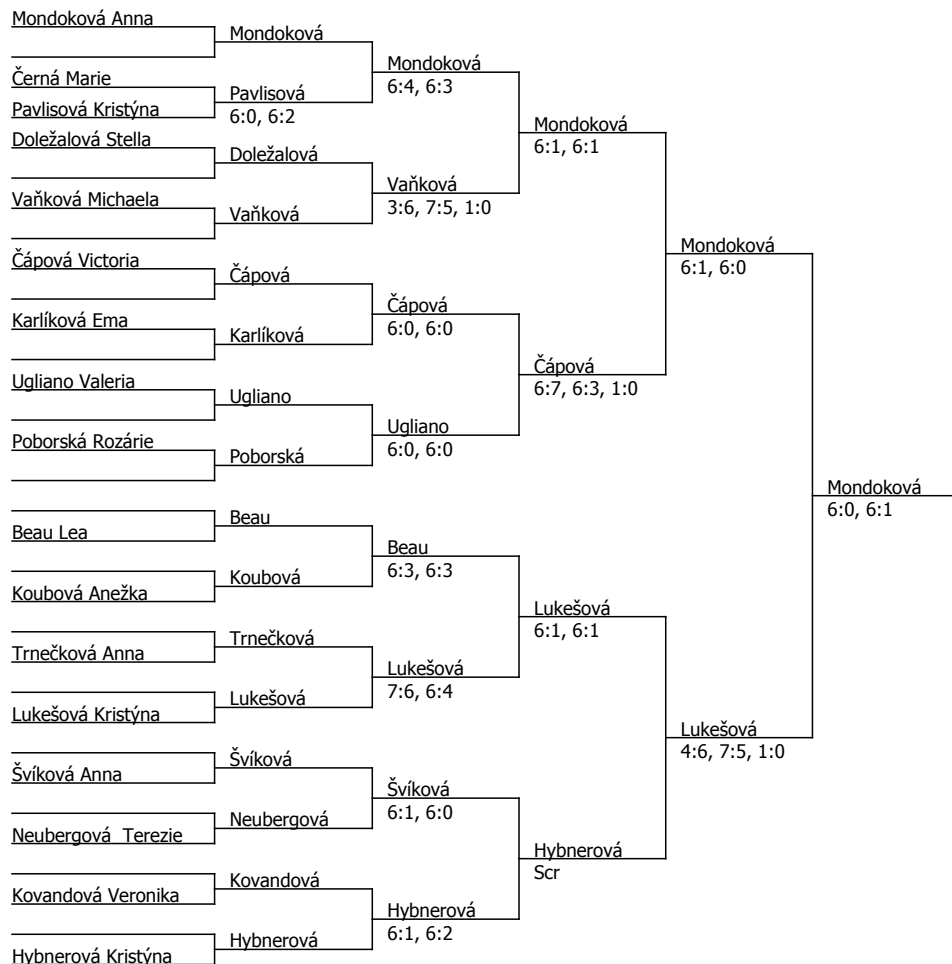 Mondoková Anna
Černá Marie
Pavlisová Kristýna
Doležalová Stella
Vaňková Michaela
Čápová Victoria
Karlíková Ema
Ugliano Valeria
Poborská Rozárie
Beau Lea
Koubová Anežka
Trnečková Anna
Lukešová Kristýna
Švíková Anna
Neubergová  Terezie
Kovandová Veronika
Hybnerová Kristýna
Mondoková
Pavlisová
6:0, 6:2
Doležalová
Vaňková
Čápová
Karlíková
Ugliano
Poborská
Beau
Koubová
Trnečková
Lukešová
Švíková
Neubergová
Kovandová
Hybnerová
Mondoková
6:4, 6:3
Vaňková
3:6, 7:5, 1:0
Čápová
6:0, 6:0
Ugliano
6:0, 6:0
Beau
6:3, 6:3
Lukešová
7:6, 6:4
Švíková
6:1, 6:0
Hybnerová
6:1, 6:2
Mondoková
6:1, 6:1
Čápová
6:7, 6:3, 1:0
Lukešová
6:1, 6:1
Hybnerová
Scr
Mondoková
6:1, 6:0
Lukešová
4:6, 7:5, 1:0
Mondoková
6:0, 6:1